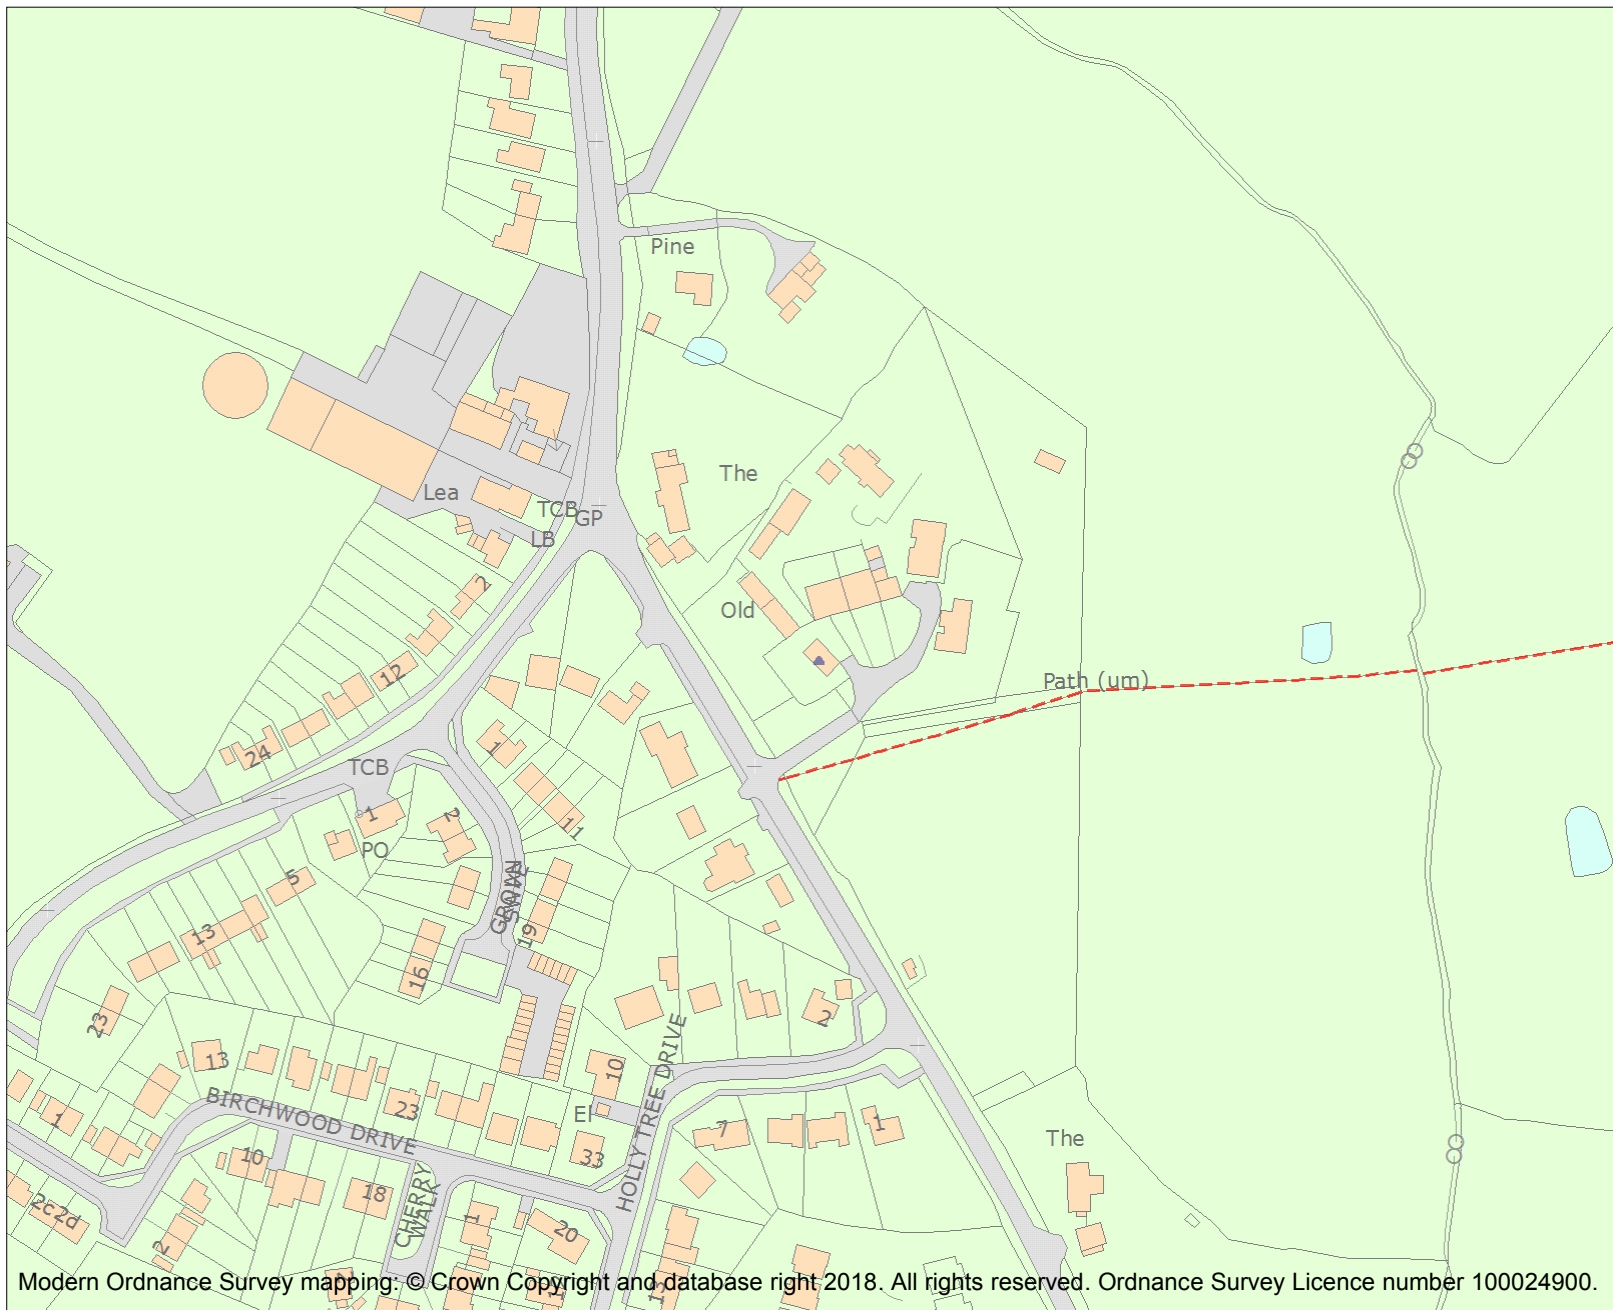 Pine
The
Lea
TCB
GP
LB
2
Old
12
Path (um)
24
1
TCB
1
2
11
PO
5
GROVE
13
19
16
23
2
HOLLY TREE DRIVE
13
10
BIRCHWOOD DRIVE
23
El
1
7
1
The
10
33
18
CHERRY
WALK
2c2d
1
20
2
Modern Ordnance Survey mapping: © Crown Copyright and database right 2018. All rights reserved. Ordnance Survey Licence number 100024900.